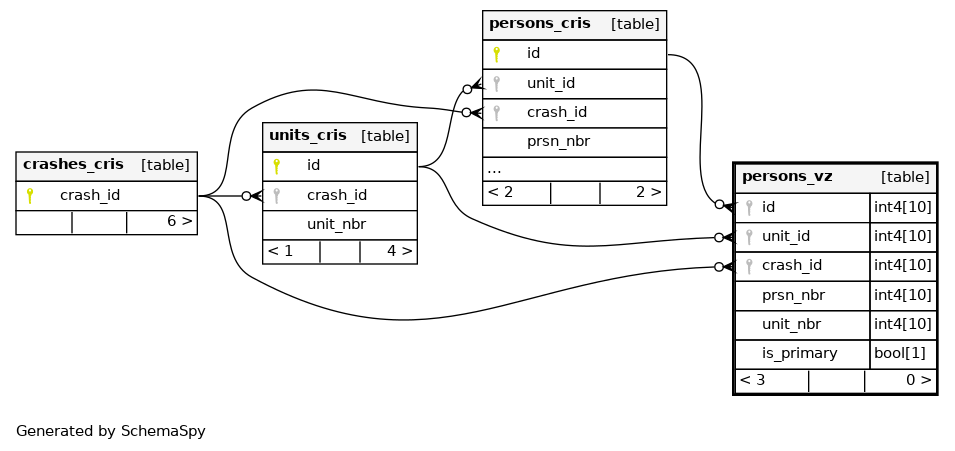 persons_cris [table]
id
unit_id
crash_id
prsn_nbr
...
< 2 2 >
units_cris [table]
id
crash_id
unit_nbr
< 1 4 >
crashes_cris [table]
crash_id
6 >
persons_vz [table]
id int4[10]
unit_id int4[10]
crash_id int4[10]
prsn_nbr int4[10]
unit_nbr int4[10]
is_primary bool[1]
< 3 0 >
Generated by SchemaSpy